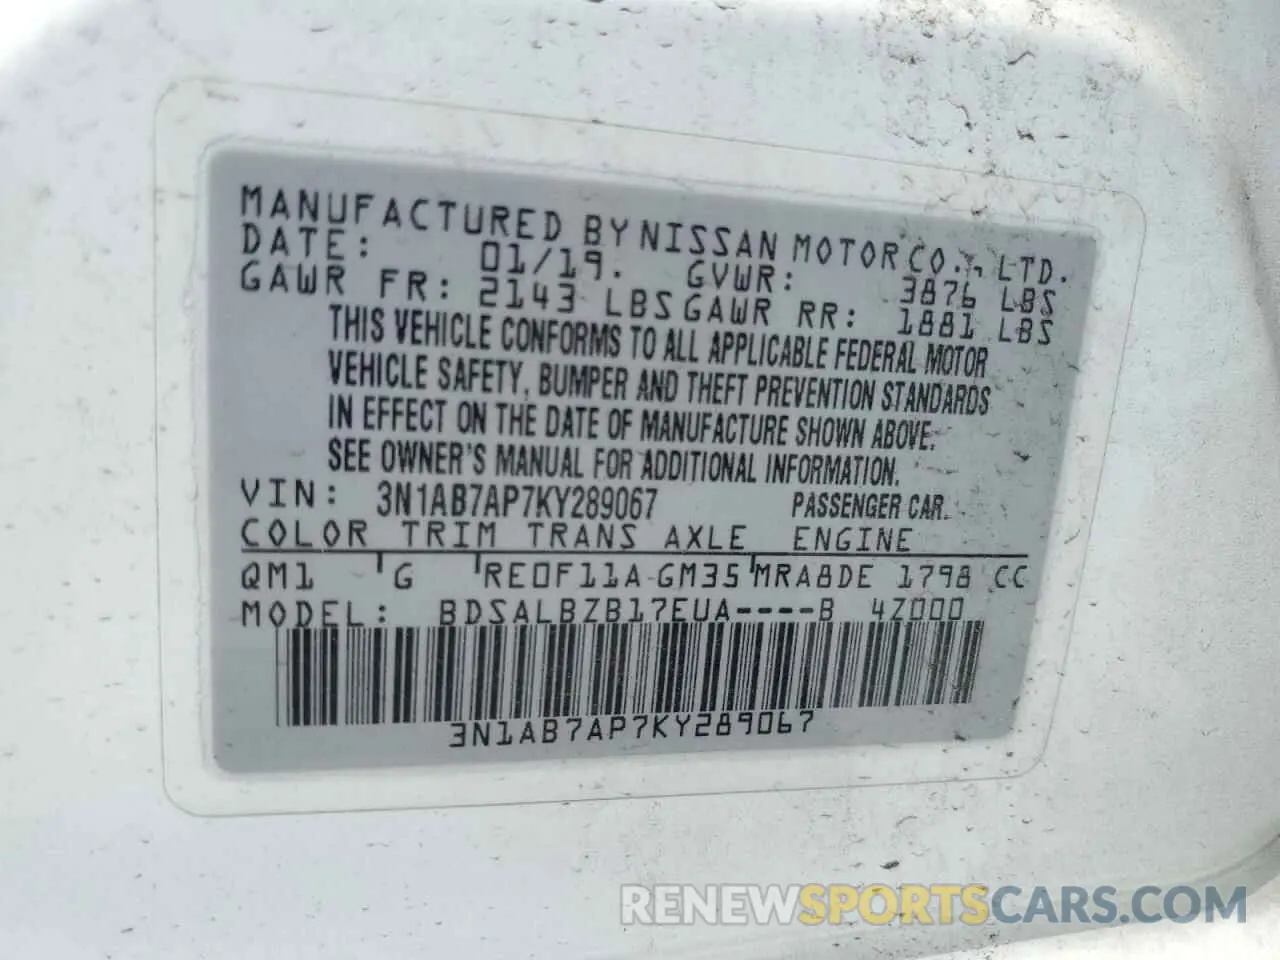 MANUFACTURED BY NISSAN MOTOR CO., LTD.
DATE: 01/19. GVWR: 3876 LBS
GAWR FR: 2143 LBS GAWR RR: 1881 LBS
THIS VEHICLE CONFORMS TO ALL APPLICABLE FEDERAL MOTOR
VEHICLE SAFETY, BUMPER AND THEFT PREVENTION STANDARDS
IN EFFECT ON THE DATE OF MANUFACTURE SHOWN ABOVE.
SEE OWNER'S MANUAL FOR ADDITIONAL INFORMATION.
VIN: 3N1AB7AP7KY289067 PASSENGER CAR.
COLOR TRIM TRANS AXLE ENGINE
QM1 G RE0F11A GM35 MRA8DE 1798 CC
MODEL: BDSALBZB17EUA----B 4Z000
3N1AB7AP7KY289067
RENEWSPORTSCARS.COM